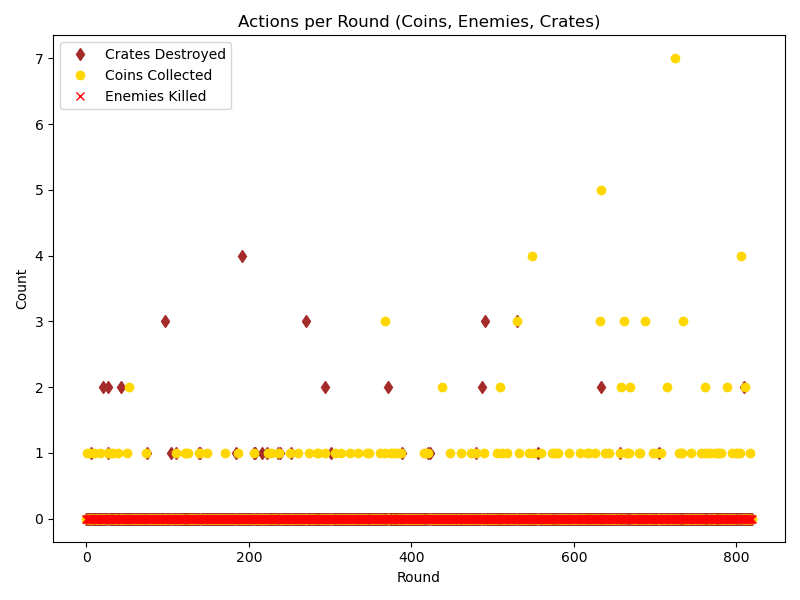 Actions per Round (Coins, Enemies, Crates)
Crates Destroyed
Coins Collected
Enemies Killed
Count
7
6
5
4
3
2
1
0
0 200 400 600 800
Round